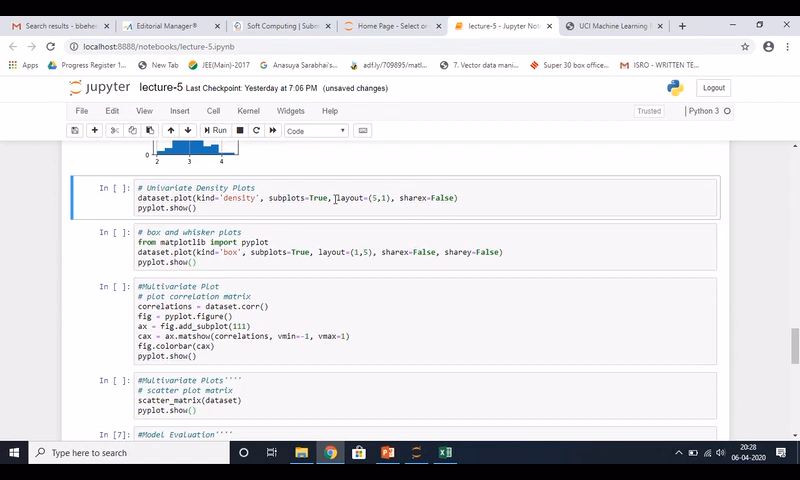 Search results - bbehe
Editorial Manager®
Soft Computing | Subm
Home Page - Select or
lecture-5 - Jupyter Not
UCI Machine Learning
localhost:8888/notebooks/lecture-5.ipynb
Apps
Progress Register 1...
New Tab
JEE(Main)-2017
Anasuya Sarabhai's...
adf.ly/709895/matl...
7. Vector data mani...
Super 30 box office...
ISRO - WRITTEN TE...
jupyter lecture-5 Last Checkpoint: Yesterday at 7:06 PM (unsaved changes)
Logout
File Edit View Insert Cell Kernel Widgets Help
Trusted
Python 3
Run
Code
0
2 3 4
In [ ]:
# Univariate Density Plots
dataset.plot(kind='density', subplots=True, layout=(5,1), sharex=False)
pyplot.show()
In [ ]:
# box and whisker plots
from matplotlib import pyplot
dataset.plot(kind='box', subplots=True, layout=(1,5), sharex=False, sharey=False)
pyplot.show()
In [ ]:
#Multivariate Plot
# plot correlation matrix
correlations = dataset.corr()
fig = pyplot.figure()
ax = fig.add_subplot(111)
cax = ax.matshow(correlations, vmin=-1, vmax=1)
fig.colorbar(cax)
pyplot.show()
In [ ]:
#Multivariate Plots''''
# scatter plot matrix
scatter_matrix(dataset)
pyplot.show()
In [7]:
#Model Evaluation''''
Type here to search
20:28
06-04-2020